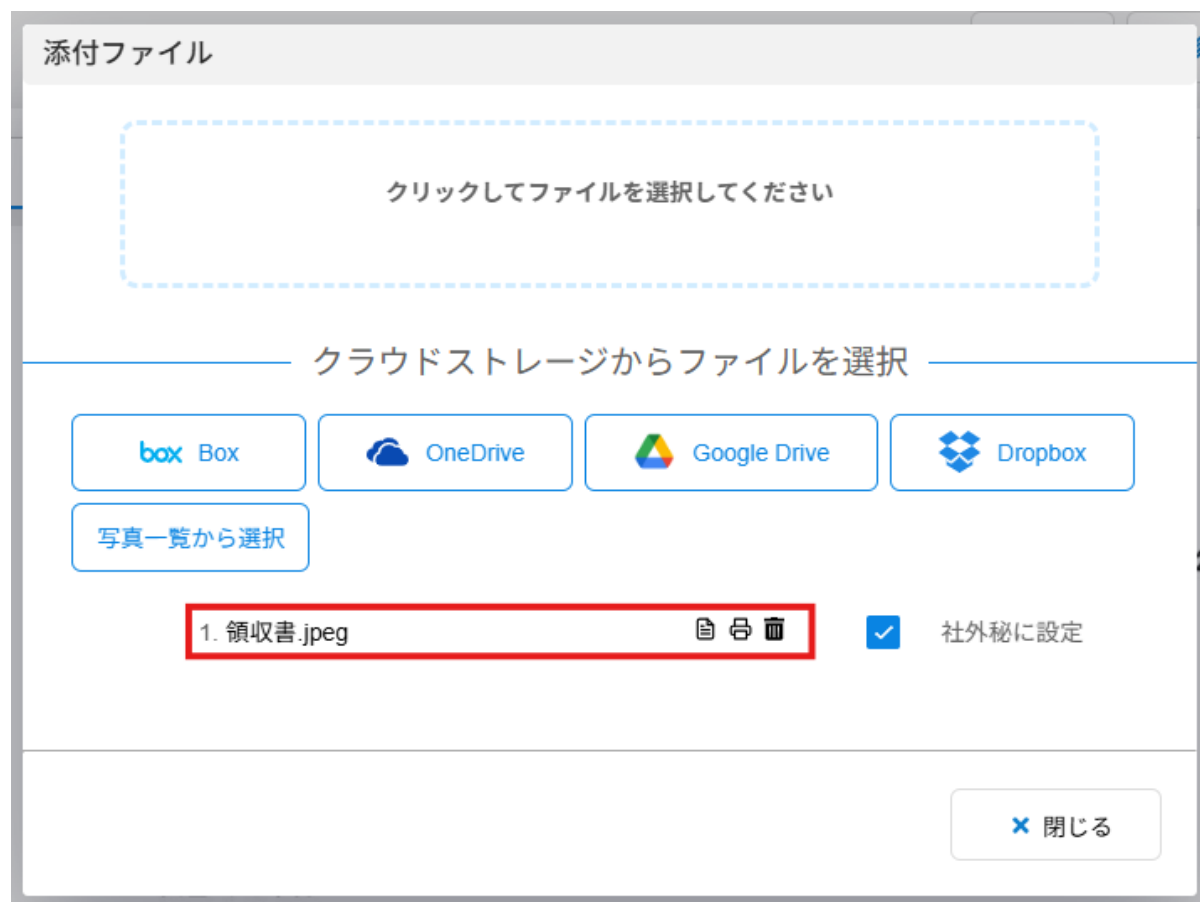 添付ファイル
クリックしてファイルを選択してください
クラウドストレージからファイルを選択
box Box
OneDrive
Google Drive
Dropbox
写真一覧から選択
1. 領収書.jpeg
社外秘に設定
閉じる